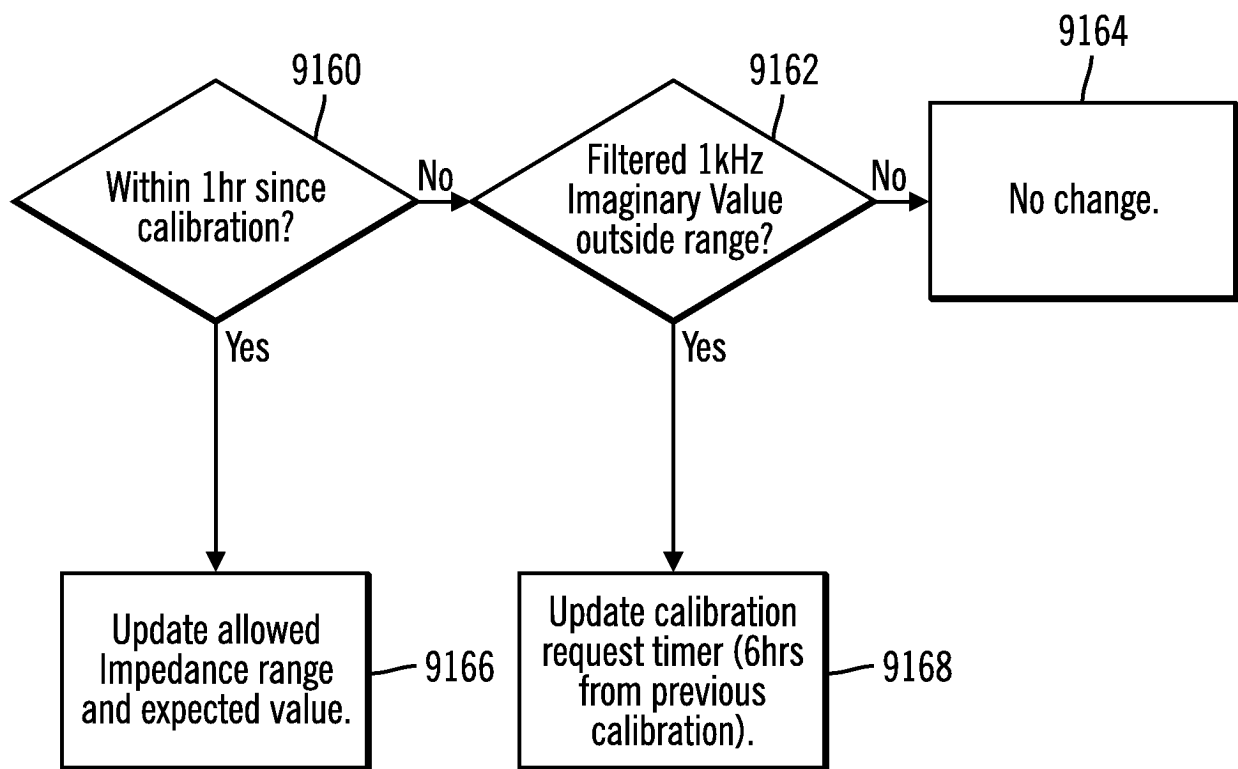 9160
Within 1hr since
calibration?
No
Yes
9162
Filtered 1kHz
Imaginary Value
outside range?
No
Yes
9164
No change.
Update allowed
Impedance range
and expected value.
9166
Update calibration
request timer (6hrs
from previous
calibration).
9168